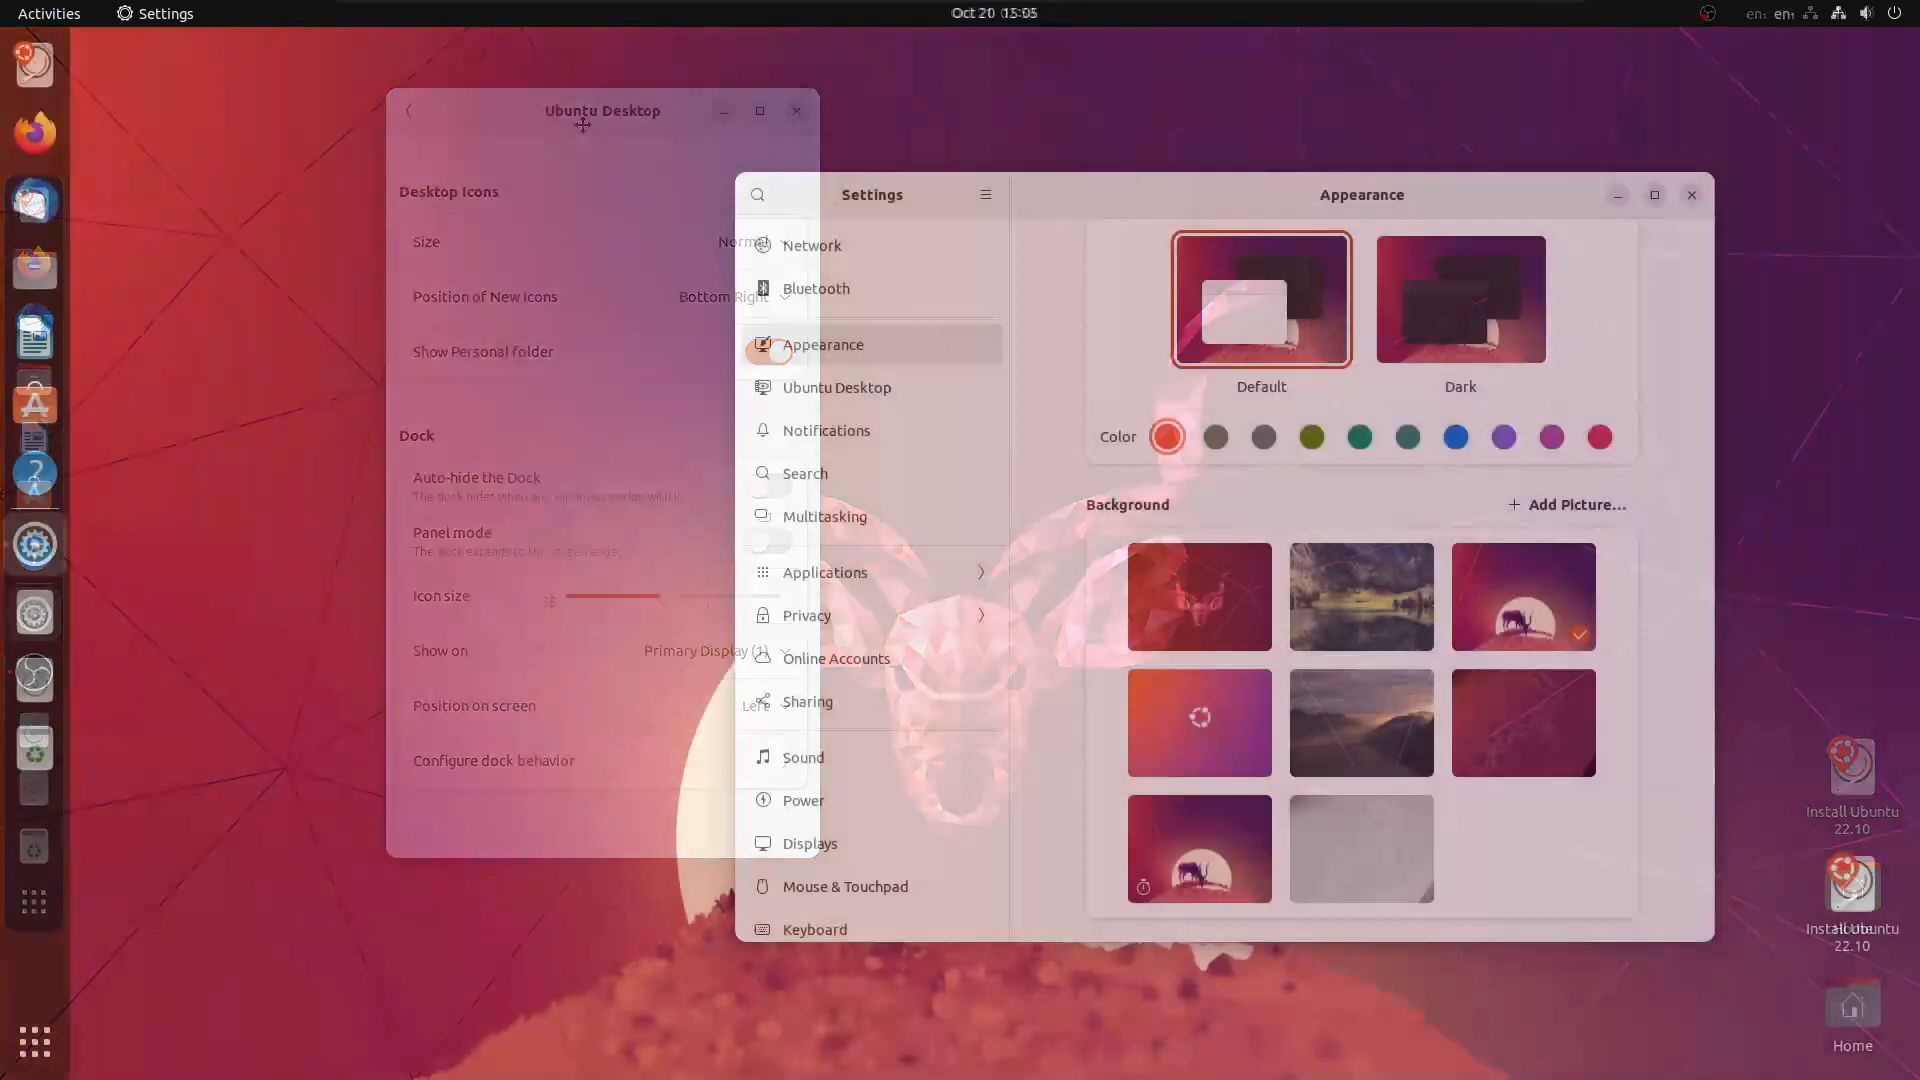 Activities
Settings
Oct 20 15:05
en₁
en₁
Ubuntu Desktop
Desktop Icons
Size
Normal
Position of New Icons
Bottom Right
Show Personal folder
Dock
Auto-hide the Dock
The dock hides when any windows overlap with it.
Panel mode
The dock extends to the screen edge.
Icon size
Show on
Primary Display (1)
Position on screen
Left
Configure dock behavior
Settings
Network
Bluetooth
Appearance
Ubuntu Desktop
Notifications
Search
Multitasking
Applications
Privacy
Online Accounts
Sharing
Sound
Power
Displays
Mouse & Touchpad
Keyboard
Appearance
Default
Dark
Color
Background
+ Add Picture...
Install Ubuntu
22.10
Install Ubuntu
22.10
Home
Home